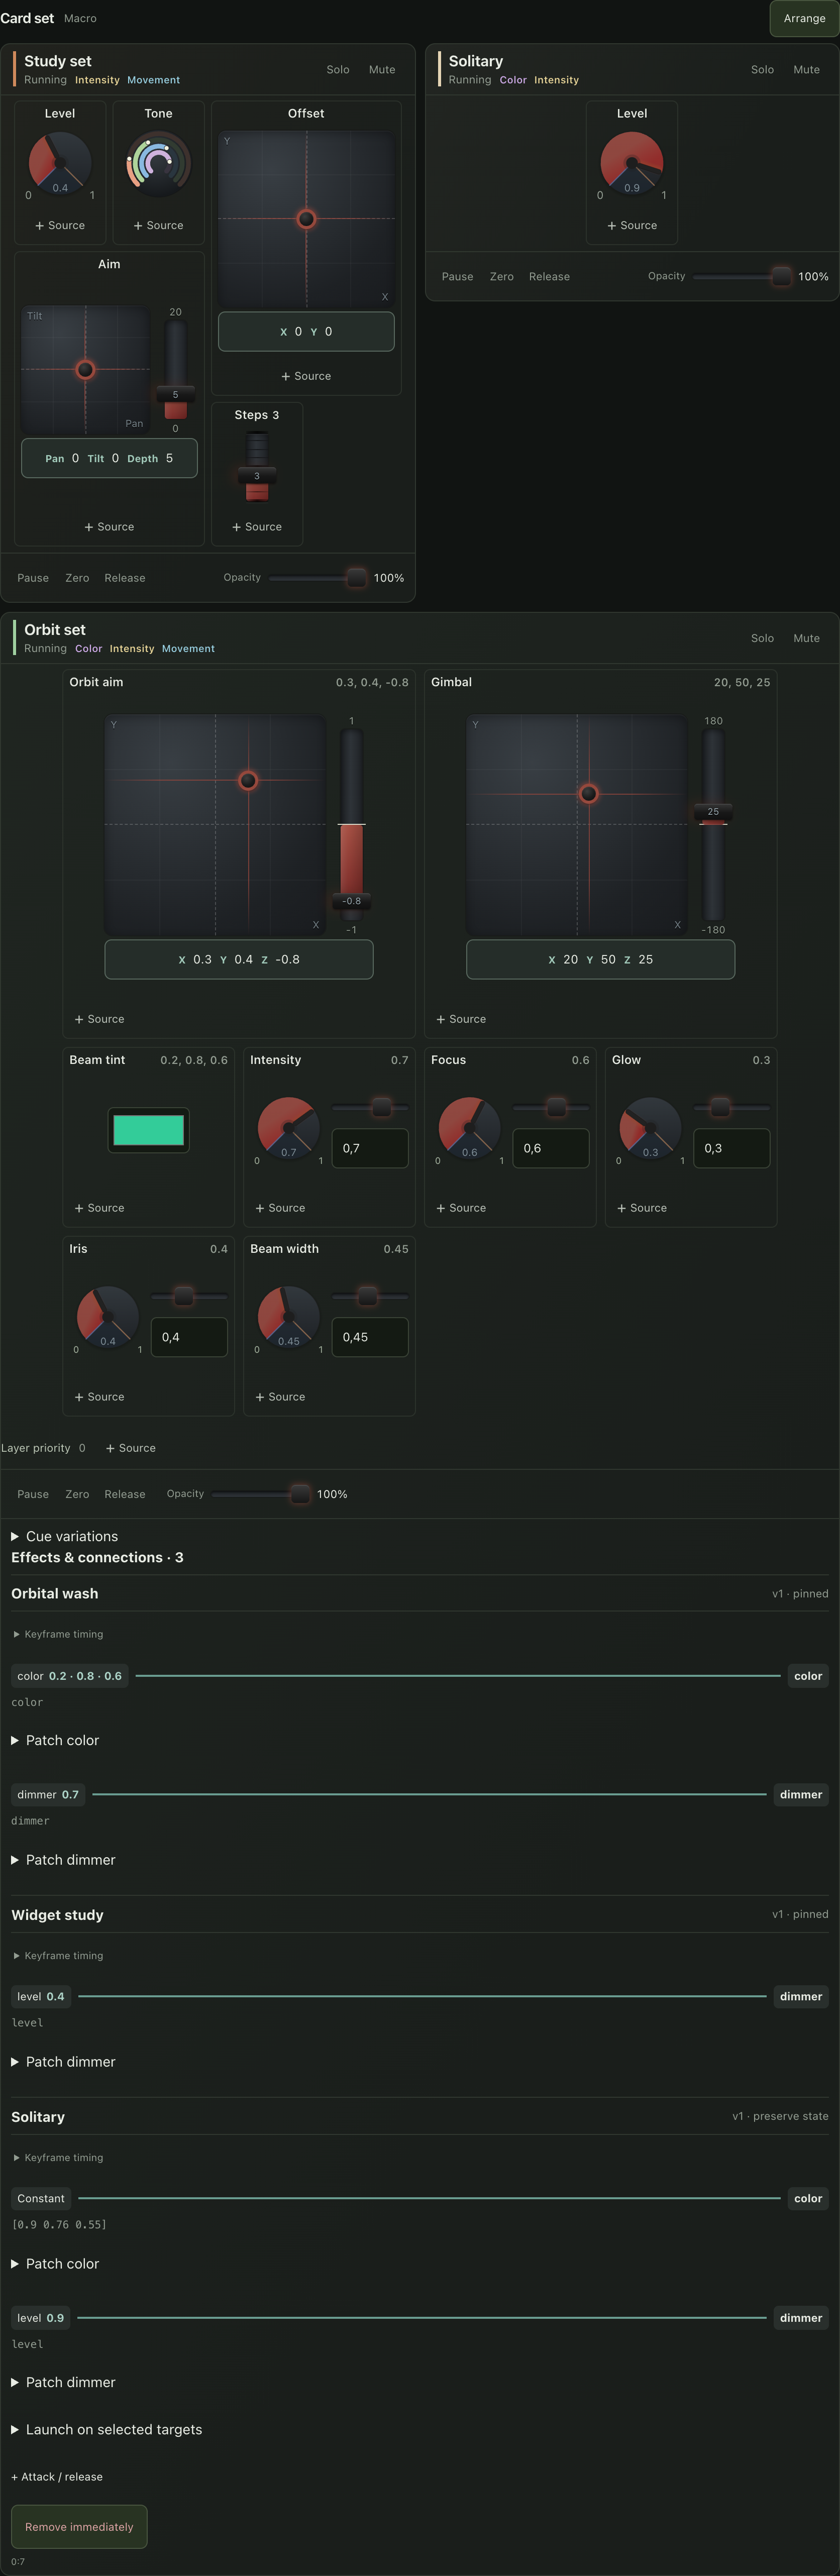 Card set Macro Arrange
Study set
Running Intensity Movement
Solo Mute
Level
0.4
0 1
+ Source
Tone
+ Source
Offset
Y
X
X 0 Y 0
+ Source
Aim
Tilt
Pan
20
5
0
Pan 0 Tilt 0 Depth 5
+ Source
Steps 3
3
+ Source
Pause Zero Release Opacity 100%
Solitary
Running Color Intensity
Solo Mute
Level
0.9
0 1
+ Source
Pause Zero Release Opacity 100%
Orbit set
Running Color Intensity Movement
Solo Mute
Orbit aim 0.3, 0.4, -0.8
Y
X
1
-0.8
-1
X 0.3 Y 0.4 Z -0.8
+ Source
Gimbal 20, 50, 25
Y
X
180
25
-180
X 20 Y 50 Z 25
+ Source
Beam tint 0.2, 0.8, 0.6
+ Source
Intensity 0.7
0.7
0 1
0,7
+ Source
Focus 0.6
0.6
0 1
0,6
+ Source
Glow 0.3
0.3
0 1
0,3
+ Source
Iris 0.4
0.4
0 1
0,4
+ Source
Beam width 0.45
0.45
0 1
0,45
+ Source
Layer priority 0 + Source
Pause Zero Release Opacity 100%
Cue variations
Effects & connections · 3
Orbital wash v1 · pinned
Keyframe timing
color 0.2 · 0.8 · 0.6 color
color
Patch color
dimmer 0.7 dimmer
dimmer
Patch dimmer
Widget study v1 · pinned
Keyframe timing
level 0.4 dimmer
level
Patch dimmer
Solitary v1 · preserve state
Keyframe timing
Constant color
[0.9 0.76 0.55]
Patch color
level 0.9 dimmer
level
Patch dimmer
Launch on selected targets
+ Attack / release
Remove immediately
0:7